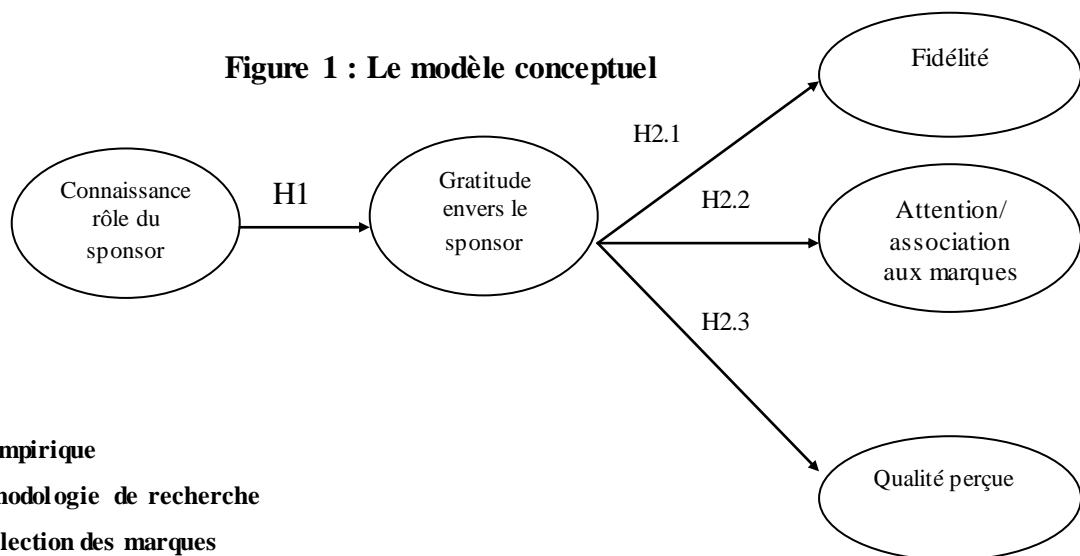 Figure 1 : Le modèle conceptuel
Connaissance
rôle du
sponsor
H1
Gratitude
envers le
sponsor
H2.1
H2.2
H2.3
Fidélité
Attention/
association
aux marques
Qualité perçue
mpirique
hodologie de recherche
lection des marques